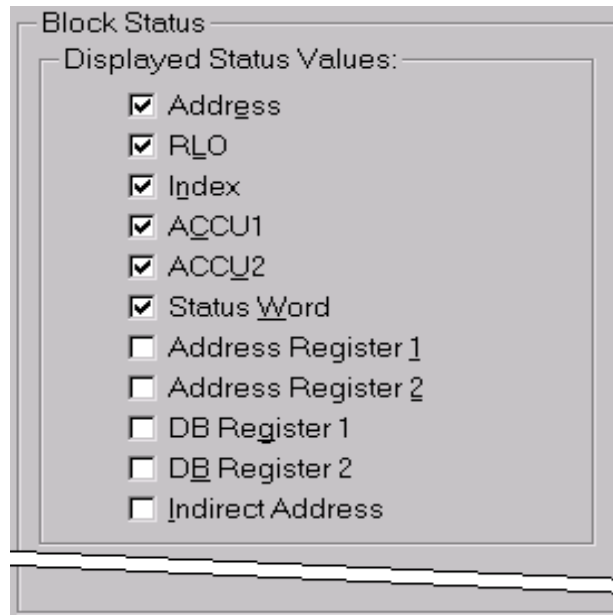 Block Status
Displayed Status Values:
Address
RLO
Index
ACCU1
ACCU2
Status Word
Address Register 1
Address Register 2
DB Register 1
DB Register 2
Indirect Address